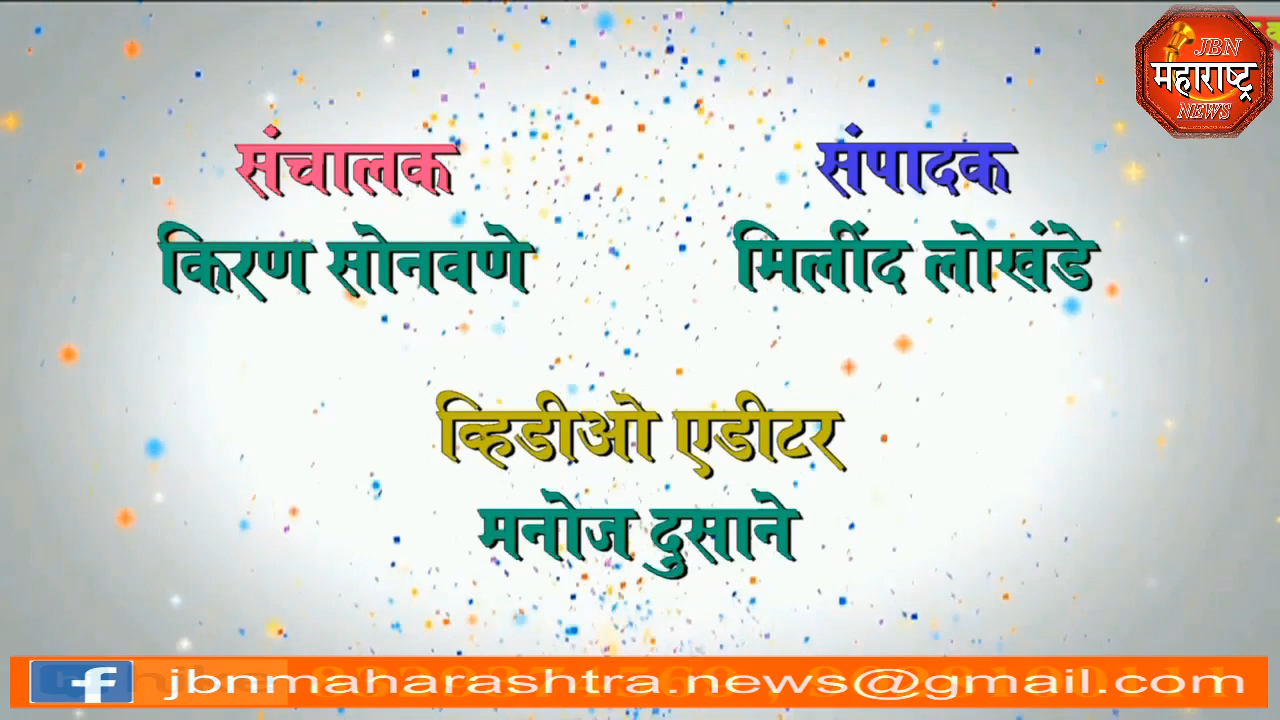 JBN
महाराष्ट्र
NEWS
संचालक
किरण सोनवणे
संपादक
मिलींद लोखंडे
व्हिडीओ एडीटर
मनोज दुसाने
f jbnmaharashtra.news@gmail.com